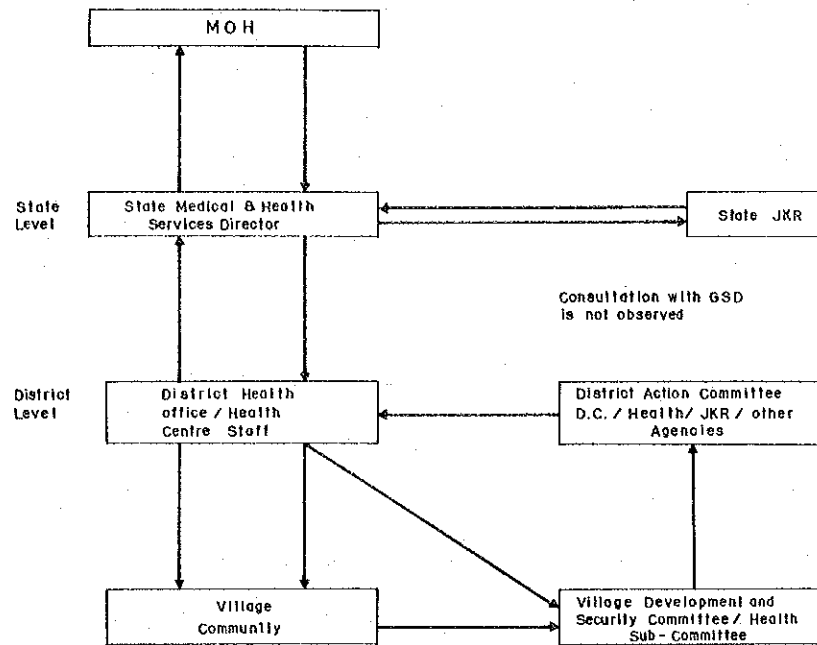 MOH
State
Level
State Medical & Health
Services Director
State JKR
Consultation with GSD
is not observed
District
Level
District Health
office / Health
Centre Staff
District Action Committee
D.C. / Health / JKR / other
Agencies
Village
Community
Village Development and
Security Committee / Health
Sub-Committee